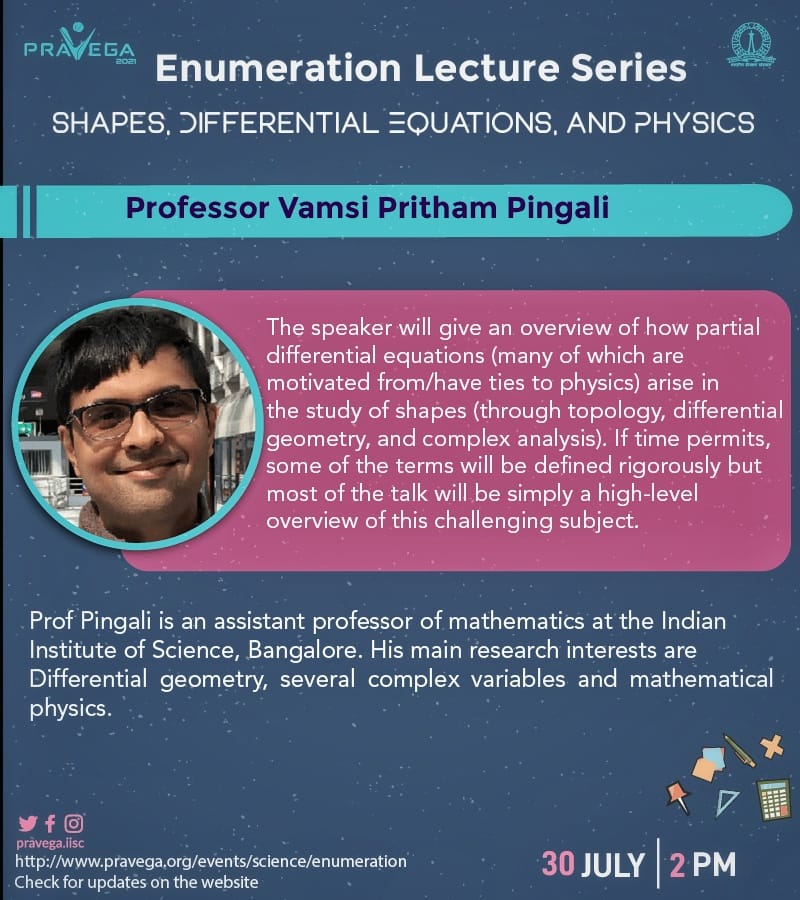 PRAVEGA
2021
Enumeration Lecture Series
SHAPES, DIFFERENTIAL EQUATIONS, AND PHYSICS
Professor Vamsi Pritham Pingali
The speaker will give an overview of how partial
differential equations (many of which are
motivated from/have ties to physics) arise in
the study of shapes (through topology, differential
geometry, and complex analysis). If time permits,
some of the terms will be defined rigorously but
most of the talk will be simply a high-level
overview of this challenging subject.
Prof Pingali is an assistant professor of mathematics at the Indian
Institute of Science, Bangalore. His main research interests are
Differential geometry, several complex variables and mathematical
physics.
pravega.iisc
http://www.pravega.org/events/science/enumeration
Check for updates on the website
30 JULY | 2 PM